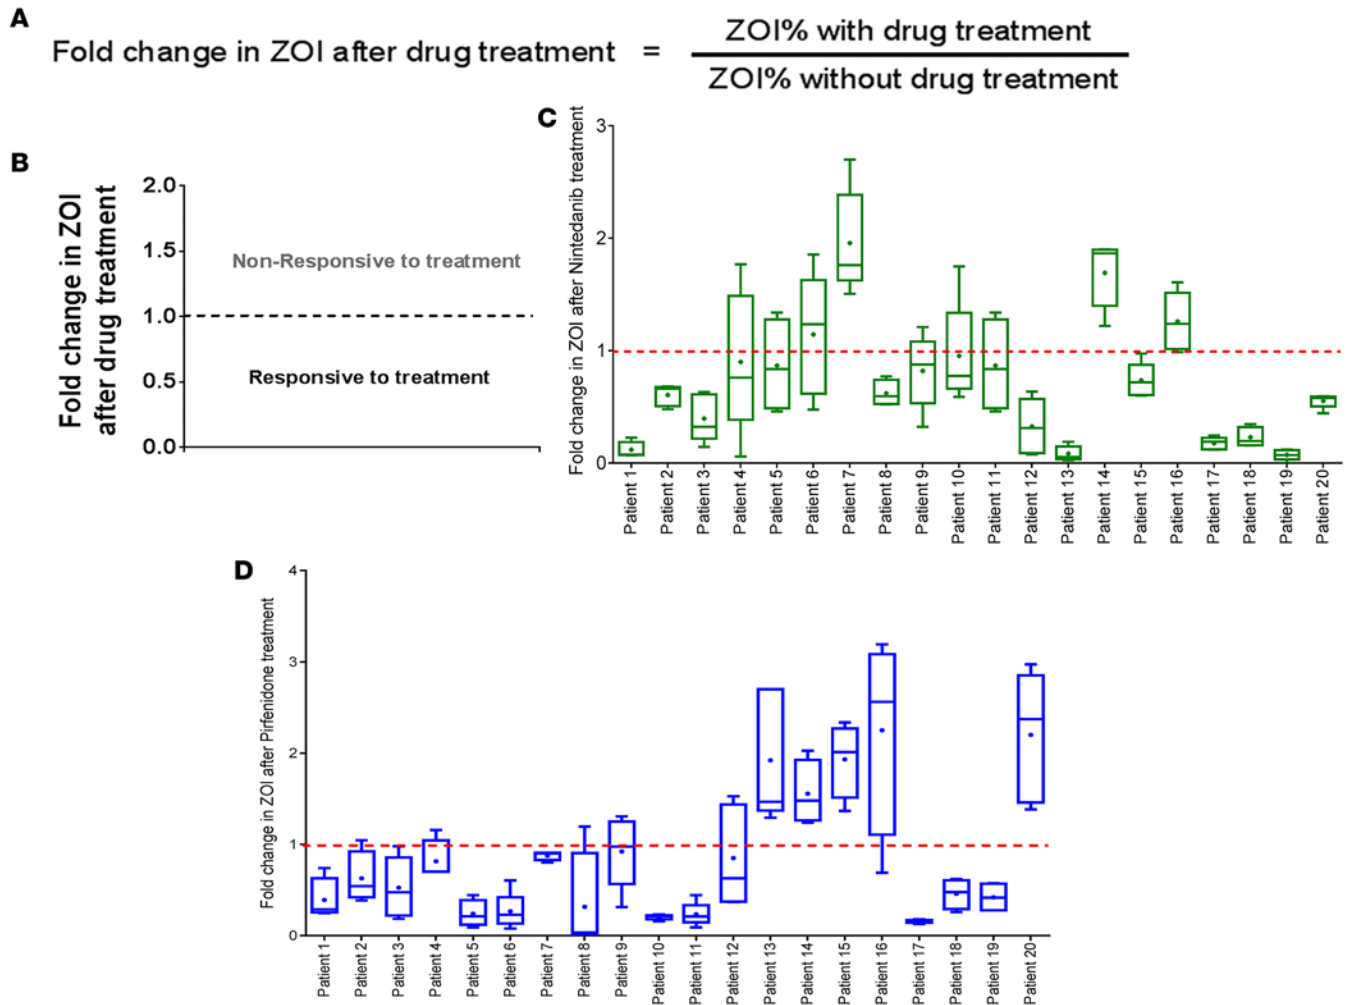 A
Fold change in ZOI after drug treatment = ZOI% with drug treatment
ZOI% without drug treatment
B
Fold change in ZOI
after drug treatment
2.0
1.5
1.0
0.5
0.0
Non-Responsive to treatment
Responsive to treatment
C
Fold change in ZOI after Nintedanib treatment
3
2
1
0
Patient 1
Patient 2
Patient 3
Patient 4
Patient 5
Patient 6
Patient 7
Patient 8
Patient 9
Patient 10
Patient 11
Patient 12
Patient 13
Patient 14
Patient 15
Patient 16
Patient 17
Patient 18
Patient 19
Patient 20
D
Fold change in ZOI after Pirfenidone treatment
4
3
2
1
0
Patient 1
Patient 2
Patient 3
Patient 4
Patient 5
Patient 6
Patient 7
Patient 8
Patient 9
Patient 10
Patient 11
Patient 12
Patient 13
Patient 14
Patient 15
Patient 16
Patient 17
Patient 18
Patient 19
Patient 20